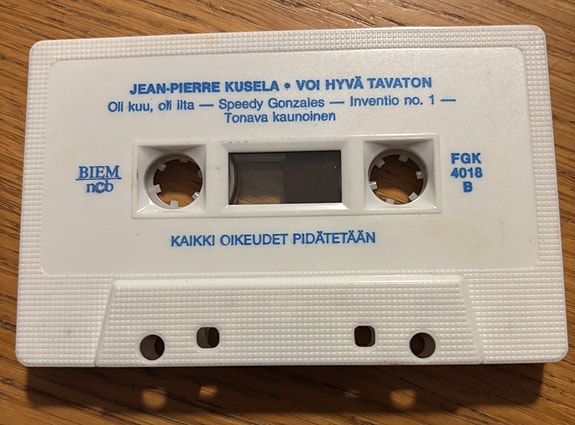 JEAN-PIERRE KUSELA • VOI HYVÄ TAVATON
Oli kuu, oli ilta — Speedy Gonzales — Inventio no. 1 —
Tonava kaunoinen
BIEM
ncb
FGK
4018
B
KAIKKI OIKEUDET PIDÄTETÄÄN